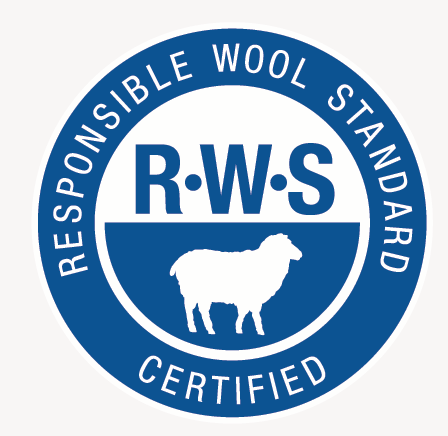 RESPONSIBLE WOOL STANDARD
R•W•S
CERTIFIED